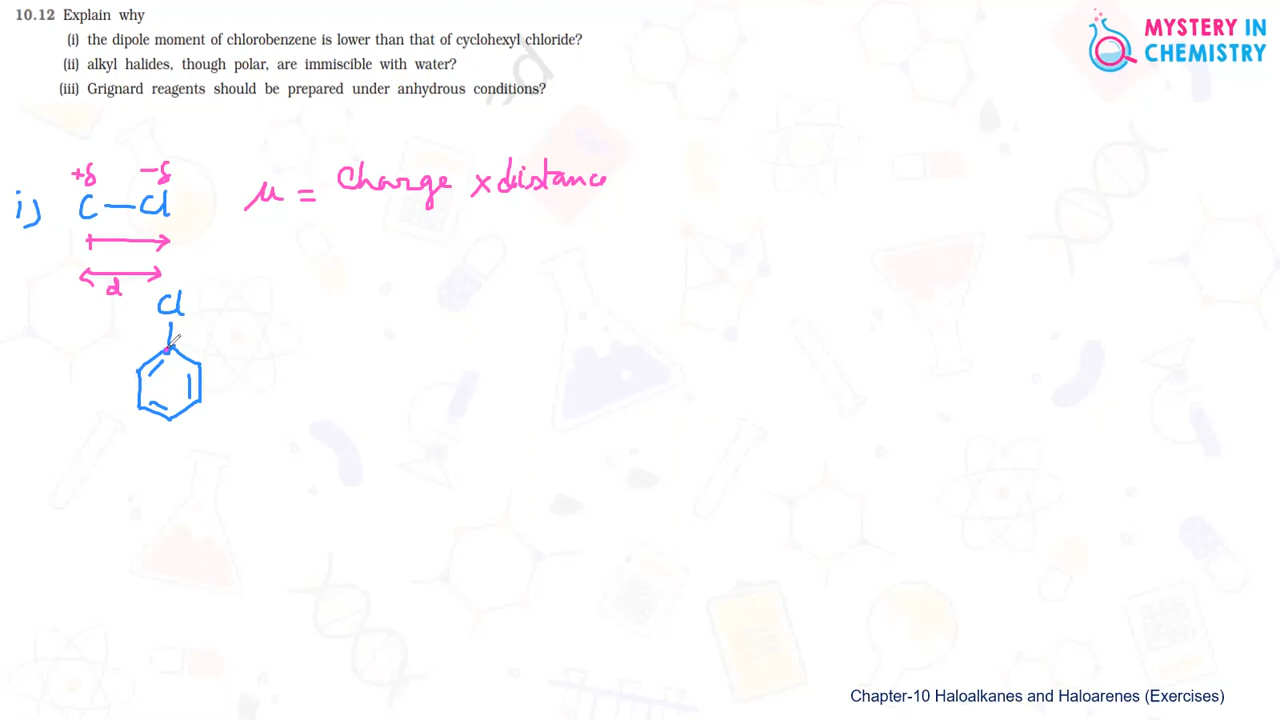 10.12 Explain why
(i) the dipole moment of chlorobenzene is lower than that of cyclohexyl chloride?
(ii) alkyl halides, though polar, are immiscible with water?
(iii) Grignard reagents should be prepared under anhydrous conditions?
MYSTERY IN
CHEMISTRY
d
+δ -δ
i) C—Cl
μ = charge × distance
d
Cl
Chapter-10 Haloalkanes and Haloarenes (Exercises)